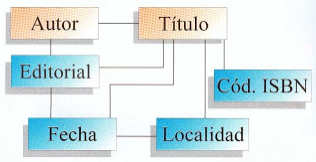 Autor
Título
Editorial
Cód. ISBN
Fecha
Localidad